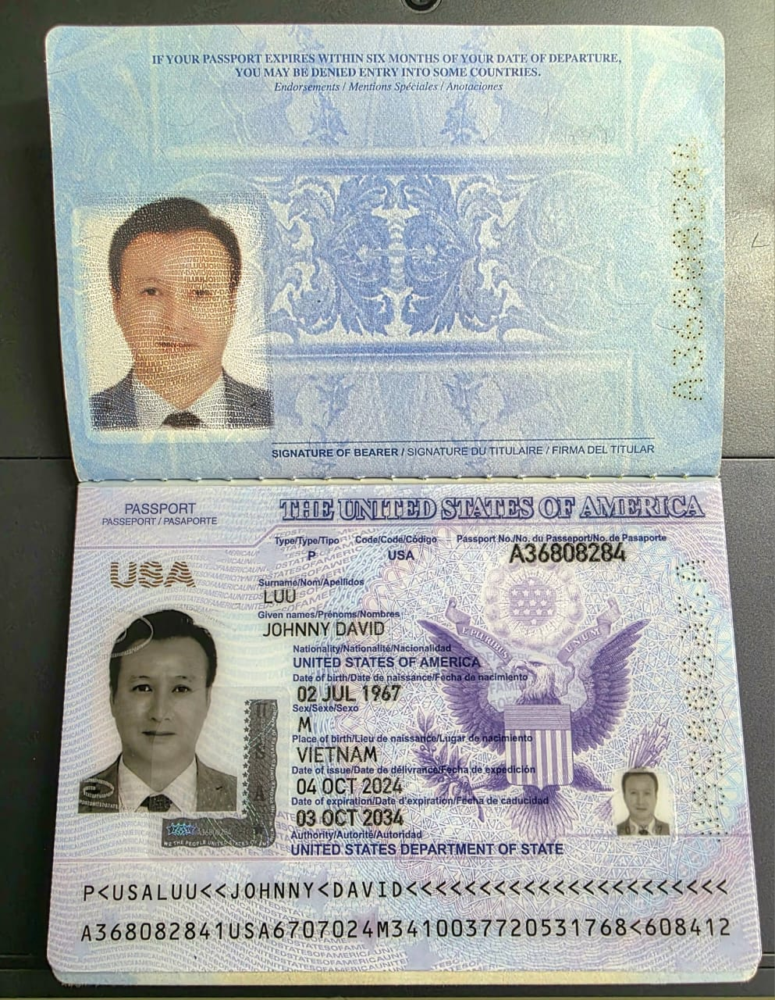 IF YOUR PASSPORT EXPIRES WITHIN SIX MONTHS OF YOUR DATE OF DEPARTURE,
YOU MAY BE DENIED ENTRY INTO SOME COUNTRIES.
Endorsements / Mentions Spéciales / Anotaciones
SIGNATURE OF BEARER / SIGNATURE DU TITULAIRE / FIRMA DEL TITULAR
PASSPORT
PASSEPORT / PASAPORTE
THE UNITED STATES OF AMERICA
Type/Type/Tipo Code/Code/Código Passport No./No. du Passeport/No. de Pasaporte
P USA A36808284
USA
Surname/Nom/Apellidos
LUU
Given names/Prénoms/Nombres
JOHNNY DAVID
Nationality/Nationalité/Nacionalidad
UNITED STATES OF AMERICA
Date of birth/Date de naissance/Fecha de nacimiento
02 JUL 1967
Sex/Sexe/Sexo
M
Place of birth/Lieu de naissance/Lugar de nacimiento
VIETNAM
Date of issue/Date de délivrance/Fecha de expedición
04 OCT 2024
Date of expiration/Date d'expiration/Fecha de caducidad
03 OCT 2034
Authority/Autorité/Autoridad
UNITED STATES DEPARTMENT OF STATE
E PLURIBUS UNUM
P<USALUU<<JOHNNY<DAVID<<<<<<<<<<<<<<<<<<<<<<
A368082841USA6707024M3410037720531768<608412